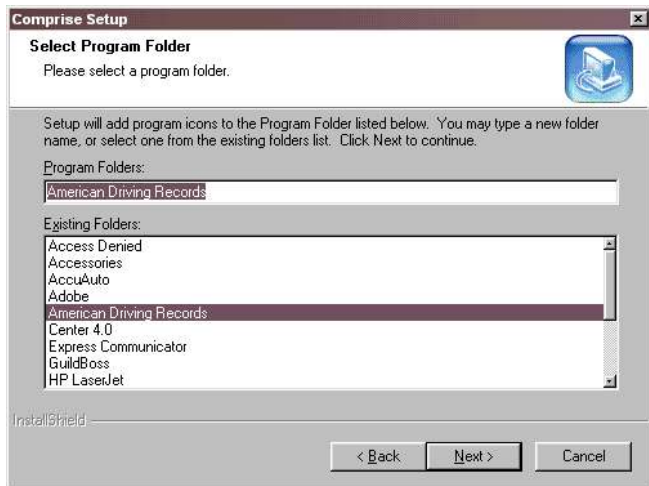 Comprise Setup
Select Program Folder
Please select a program folder.
Setup will add program icons to the Program Folder listed below. You may type a new folder
name, or select one from the existing folders list. Click Next to continue.
Program Folders:
American Driving Records
Existing Folders:
Access Denied
Accessories
AccuAuto
Adobe
American Driving Records
Center 4.0
Express Communicator
GuildBoss
HP LaserJet
InstallShield
< Back Next > Cancel